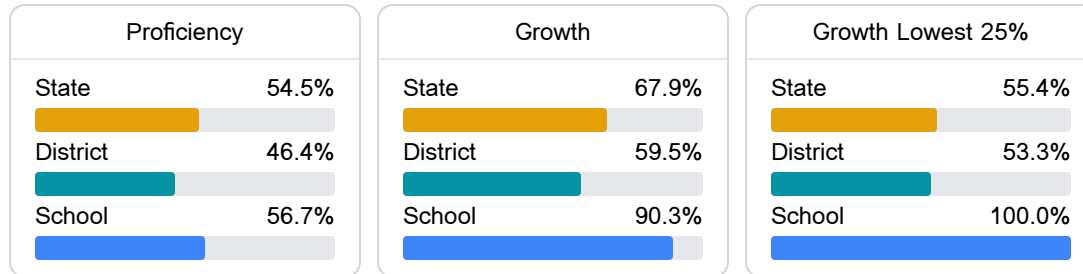 Proficiency
State 54.5%
District 46.4%
School 56.7%
Growth
State 67.9%
District 59.5%
School 90.3%
Growth Lowest 25%
State 55.4%
District 53.3%
School 100.0%